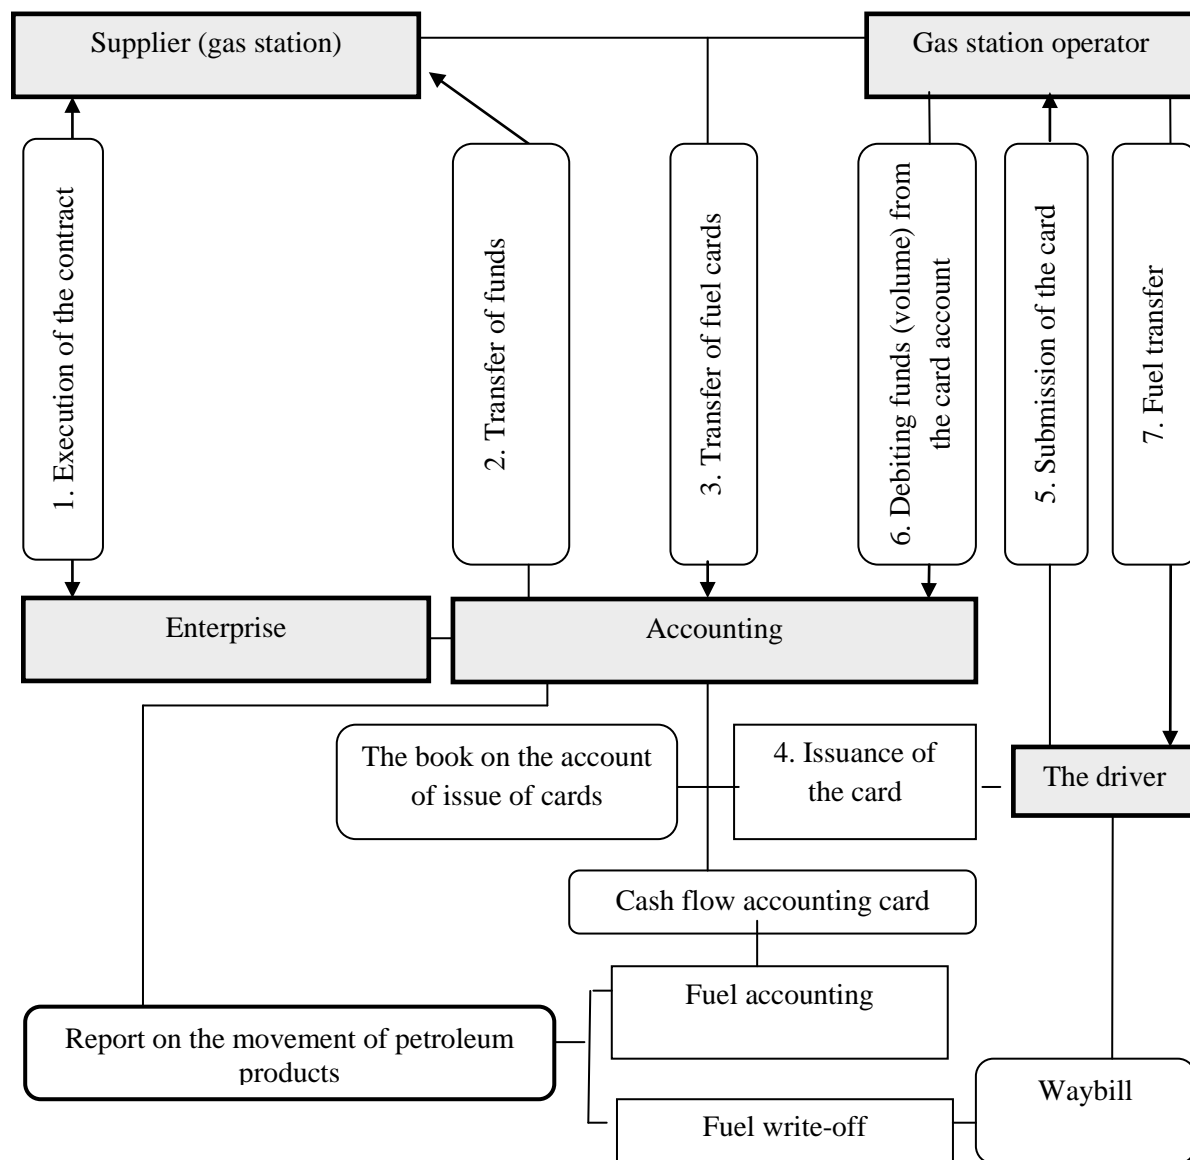 Supplier (gas station)
Gas station operator
1. Execution of the contract
2. Transfer of funds
3. Transfer of fuel cards
6. Debiting funds (volume) from
the card account
5. Submission of the card
7. Fuel transfer
Enterprise
Accounting
The book on the account
of issue of cards
4. Issuance of
the card
The driver
Cash flow accounting card
Fuel accounting
Report on the movement of petroleum
products
Waybill
Fuel write-off